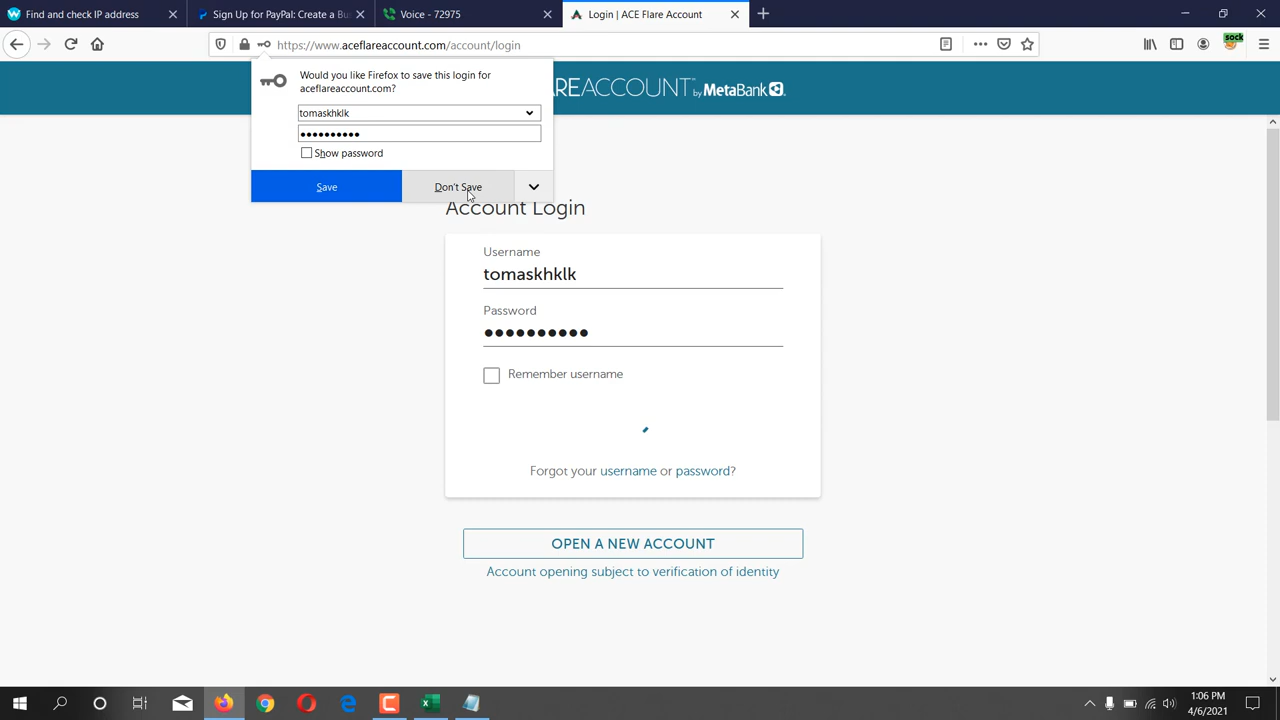 Find and check IP address
Sign Up for PayPal: Create a Bu
Voice - 72975
Login | ACE Flare Account
https://www.aceflareaccount.com/account/login
sock
Would you like Firefox to save this login for
aceflareaccount.com?
tomaskhklk
Show password
Save
Don't Save
AREACCOUNT by MetaBank
Account Login
Username
tomaskhklk
Password
Remember username
Forgot your username or password?
OPEN A NEW ACCOUNT
Account opening subject to verification of identity
1:06 PM
4/6/2021